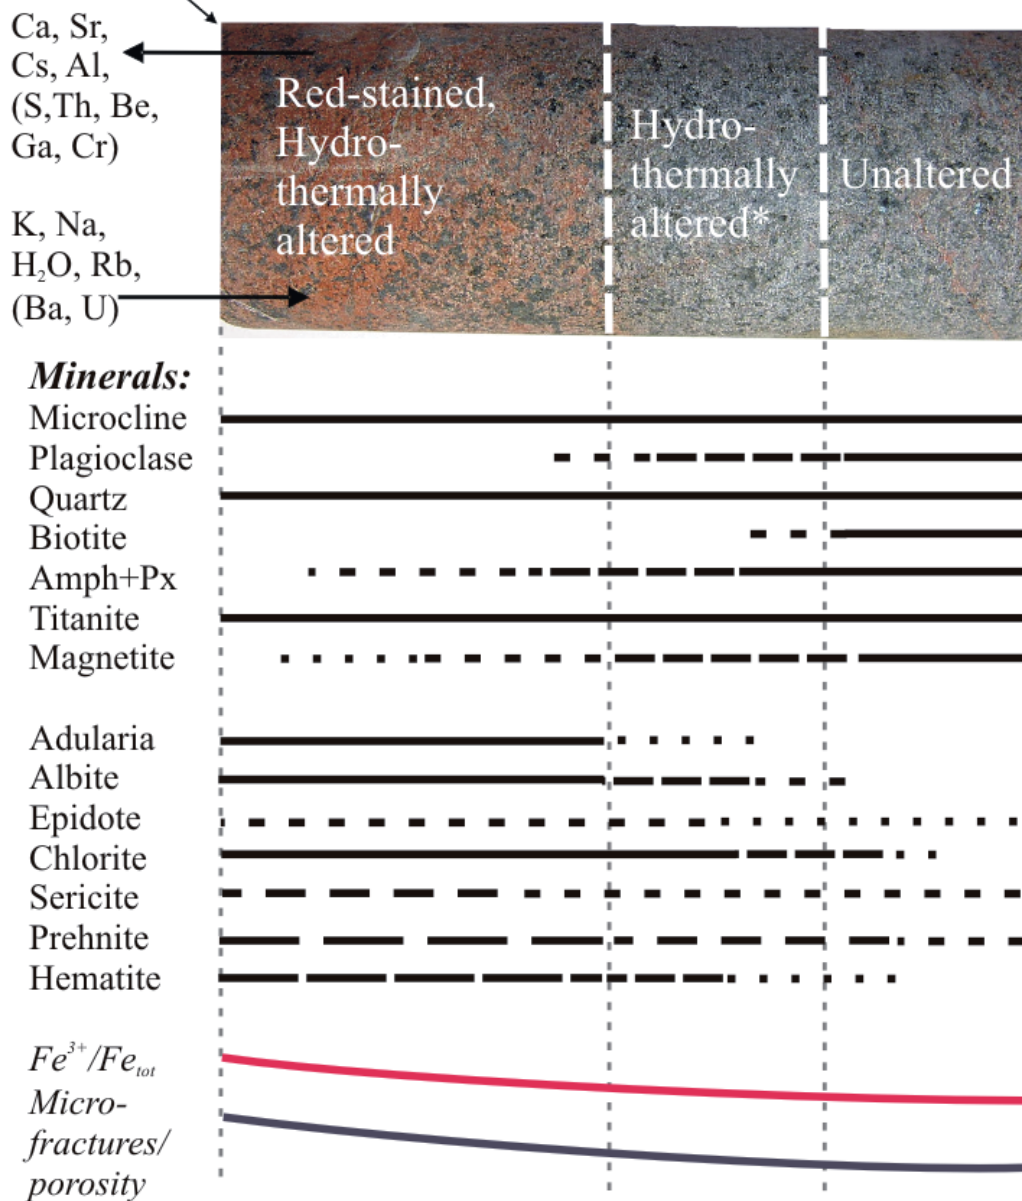 Ca, Sr,
Cs, Al,
(S,Th, Be,
Ga, Cr)
K, Na,
H₂O, Rb,
(Ba, U)
Red-stained,
Hydro-
thermally
altered
Hydro-
thermally
altered*
Unaltered
Minerals:
Microcline
Plagioclase
Quartz
Biotite
Amph+Px
Titanite
Magnetite
Adularia
Albite
Epidote
Chlorite
Sericite
Prehnite
Hematite
Fe³⁺/Feₜₒₜ
Micro-
fractures/
porosity